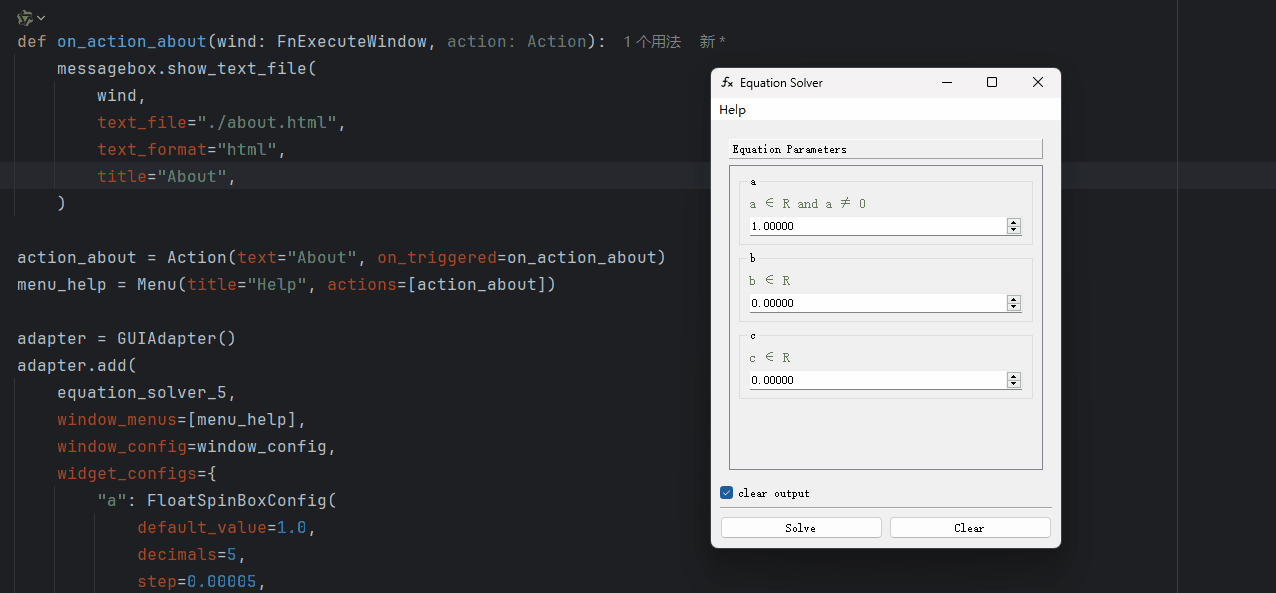 def on_action_about(wind: FnExecuteWindow, action: Action): 1 个用法 新 *
    messagebox.show_text_file(
        wind,
        text_file="./about.html",
        text_format="html",
        title="About",
    )
action_about = Action(text="About", on_triggered=on_action_about)
menu_help = Menu(title="Help", actions=[action_about])
adapter = GUIAdapter()
adapter.add(
    equation_solver_5,
    window_menus=[menu_help],
    window_config=window_config,
    widget_configs={
        "a": FloatSpinBoxConfig(
            default_value=1.0,
            decimals=5,
            step=0.00005,
fx Equation Solver
Help
Equation Parameters
a
a ∈ R and a ≠ 0
1.00000
b
b ∈ R
0.00000
c
c ∈ R
0.00000
clear output
Solve Clear